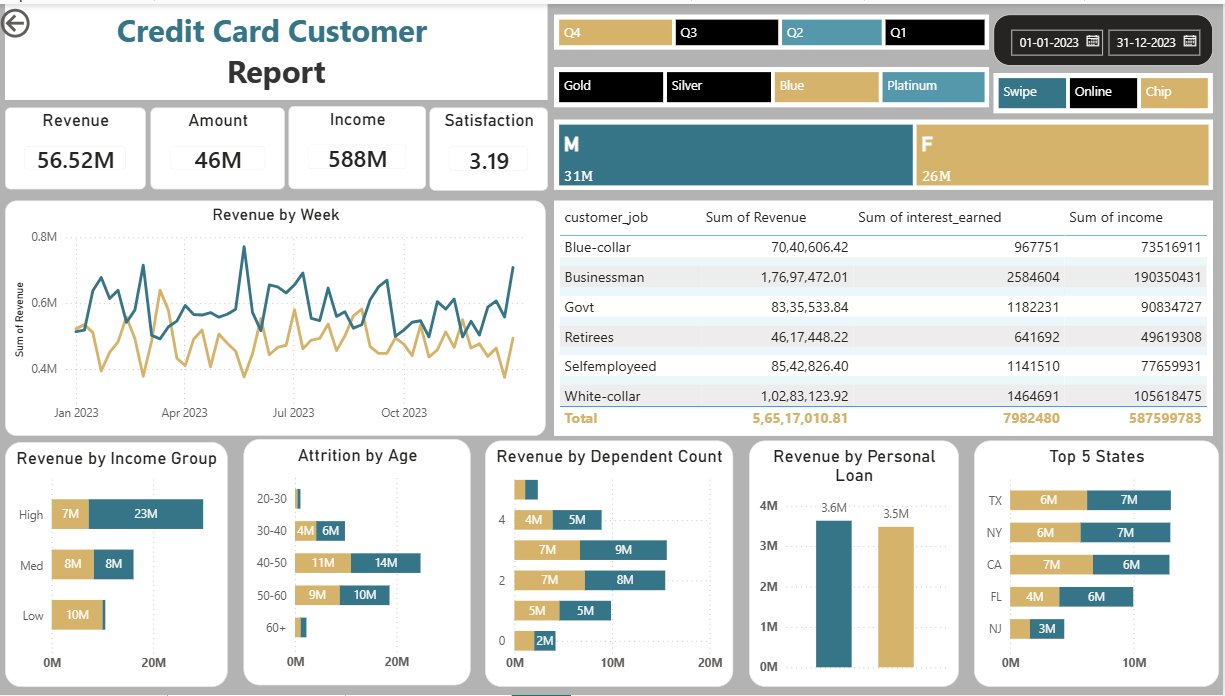 Credit Card Customer
Report
Q4
Q3
Q2
Q1
01-01-2023
31-12-2023
Gold
Silver
Blue
Platinum
Swipe
Online
Chip
Revenue
56.52M
Amount
46M
Income
588M
Satisfaction
3.19
M
31M
F
26M
Revenue by Week
Sum of Revenue
0.8M
0.6M
0.4M
Jan 2023 Apr 2023 Jul 2023 Oct 2023
customer_job Sum of Revenue Sum of interest_earned Sum of income
Blue-collar 70,40,606.42 967751 73516911
Businessman 1,76,97,472.01 2584604 190350431
Govt 83,35,533.84 1182231 90834727
Retirees 46,17,448.22 641692 49619308
Selfemployeed 85,42,826.40 1141510 77659931
White-collar 1,02,83,123.92 1464691 105618475
Total 5,65,17,010.81 7982480 587599783
Revenue by Income Group
High 7M 23M
Med 8M 8M
Low 10M
0M 20M
Attrition by Age
20-30
30-40 4M 6M
40-50 11M 14M
50-60 9M 10M
60+
0M 20M
Revenue by Dependent Count
4 4M 5M
7M 9M
2 7M 8M
5M 5M
0 2M
0M 10M 20M
Revenue by Personal
Loan
4M
3M
2M
1M
0M
3.6M
3.5M
Top 5 States
TX 6M 7M
NY 6M 7M
CA 7M 6M
FL 4M 6M
NJ 3M
0M 10M